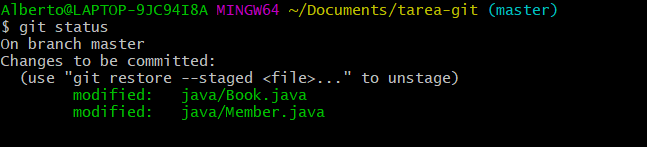 Alberto@LAPTOP-9JC94I8A MINGW64 ~/Documents/tarea-git (master)
$ git status
On branch master
Changes to be committed:
  (use "git restore --staged <file>..." to unstage)
        modified:   java/Book.java
        modified:   java/Member.java